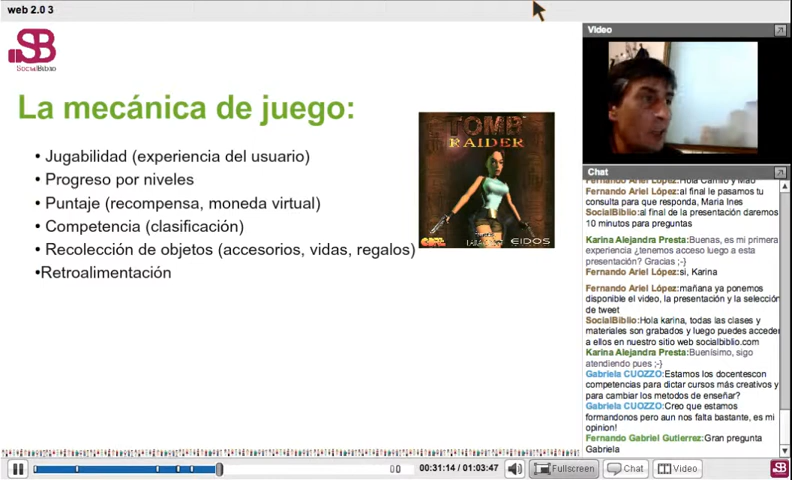 web 2.0 3
SB
SocialBiblio
La mecánica de juego:
• Jugabilidad (experiencia del usuario)
• Progreso por niveles
• Puntaje (recompensa, moneda virtual)
• Competencia (clasificación)
• Recolección de objetos (accesorios, vidas, regalos)
•Retroalimentación
TOMB
RAIDER
EIDOS
Video
Chat
Fernando Ariel López:Hola Camilo y Mao
Fernando Ariel López:al final le pasamos tu
consulta para que responda, Maria Ines
SocialBiblio:al final de la presentación daremos
10 minutos para preguntas
Karina Alejandra Presta:Buenas, es mi primera
experiencia ¿tenemos acceso luego a esta
presentación? Gracias ;-}
Fernando Ariel López:si, Karina
Fernando Ariel López:mañana ya ponemos
disponible el video, la presentación y la selección
de tweet
SocialBiblio:Hola karina, todas las clases y
materiales son grabados y luego puedes acceder
a ellos en nuestro sitio web socialbiblio.com
Karina Alejandra Presta:Buenísimo, sigo
atendiendo pues ;-}
Gabriela CUOZZO:Estamos los docentescon
competencias para dictar cursos más creativos y
para cambiar los metodos de enseñar?
Gabriela CUOZZO:Creo que estamos
formandonos pero aun nos falta bastante, es mi
opinion!
Fernando Gabriel Gutierrez:Gran pregunta
Gabriela
00:31:14 / 01:03:47
Fullscreen
Chat
Video
SB